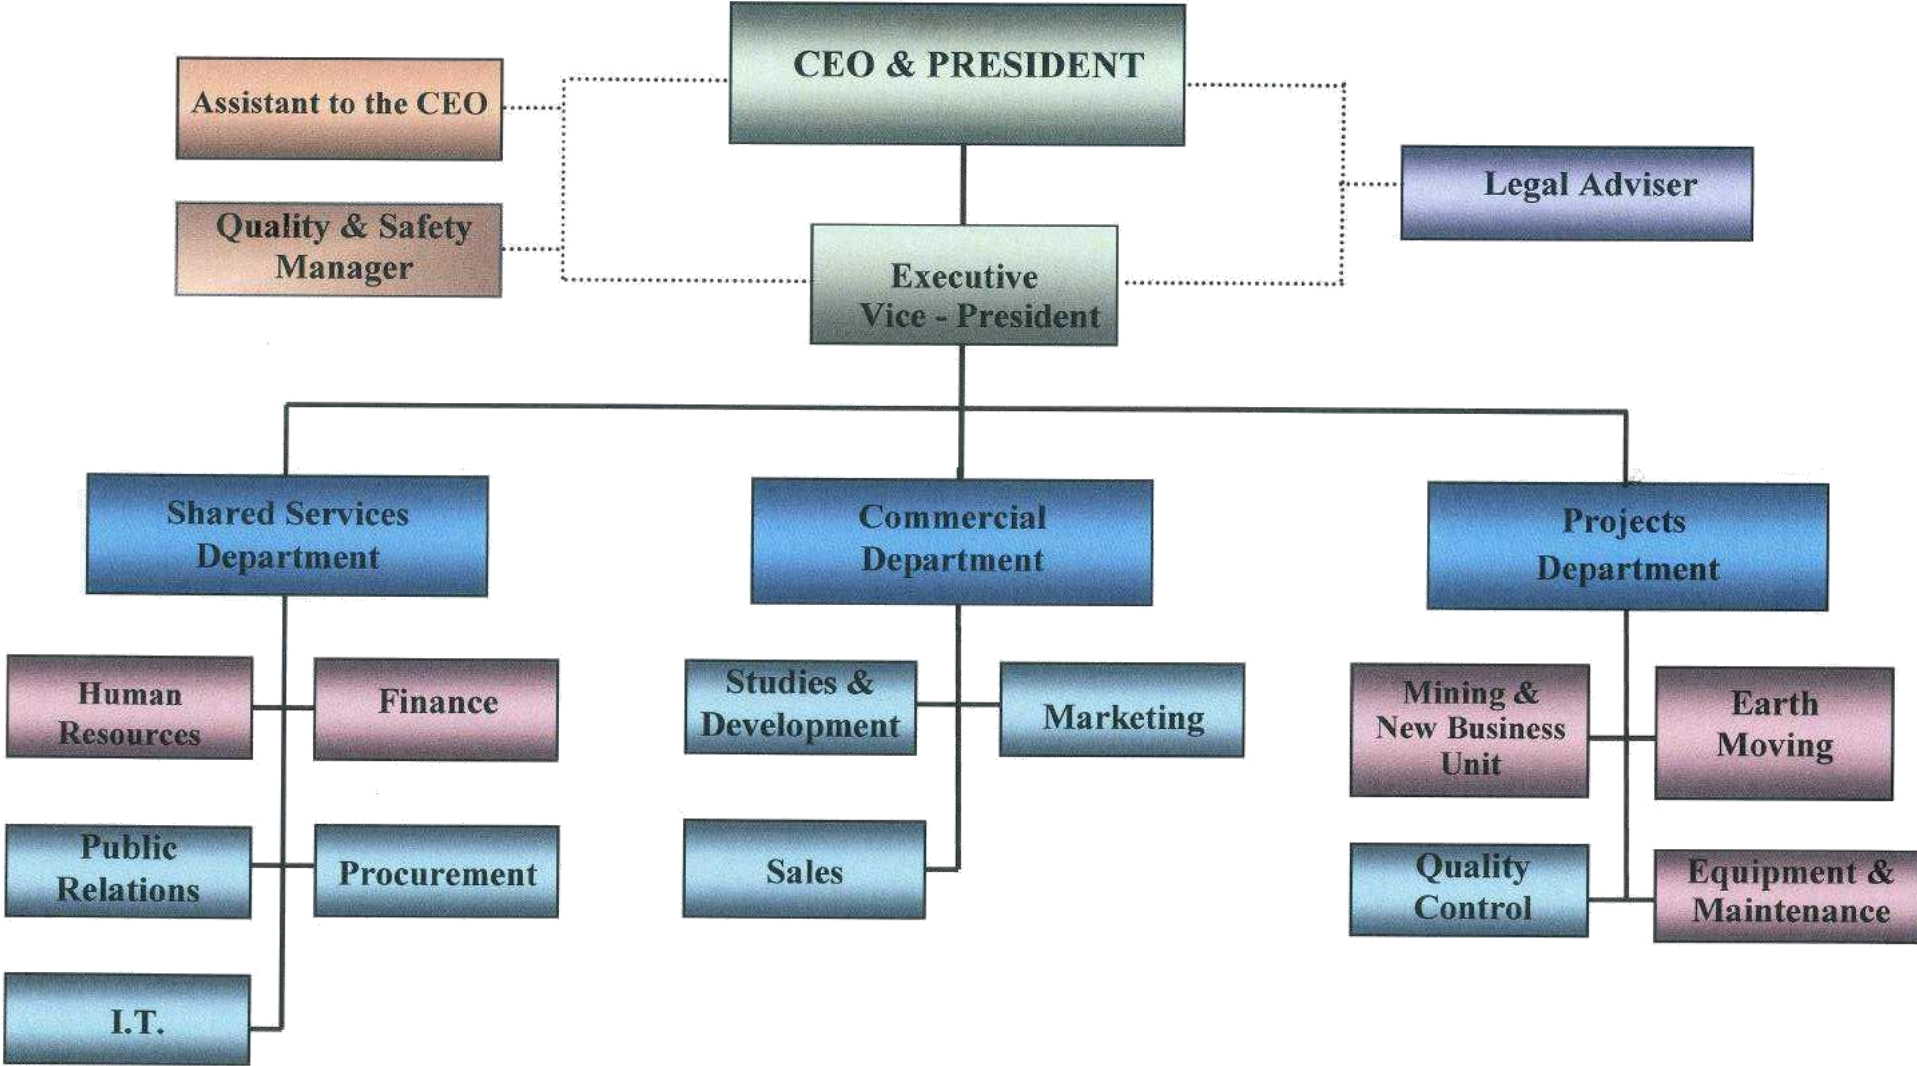 CEO & PRESIDENT
Assistant to the CEO
Legal Adviser
Quality & Safety
Manager
Executive
Vice - President
Shared Services
Department
Commercial
Department
Projects
Department
Human
Resources
Finance
Studies &
Development
Marketing
Mining &
New Business
Unit
Earth
Moving
Public
Relations
Procurement
Sales
Quality
Control
Equipment &
Maintenance
I.T.